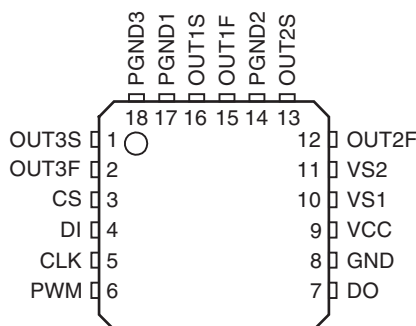 PGND3
PGND1
OUT1S
OUT1F
PGND2
OUT2S
18 17 16 15 14 13
OUT3S 1 12 OUT2F
OUT3F 2 11 VS2
CS 3 10 VS1
DI 4 9 VCC
CLK 5 8 GND
PWM 6 7 DO